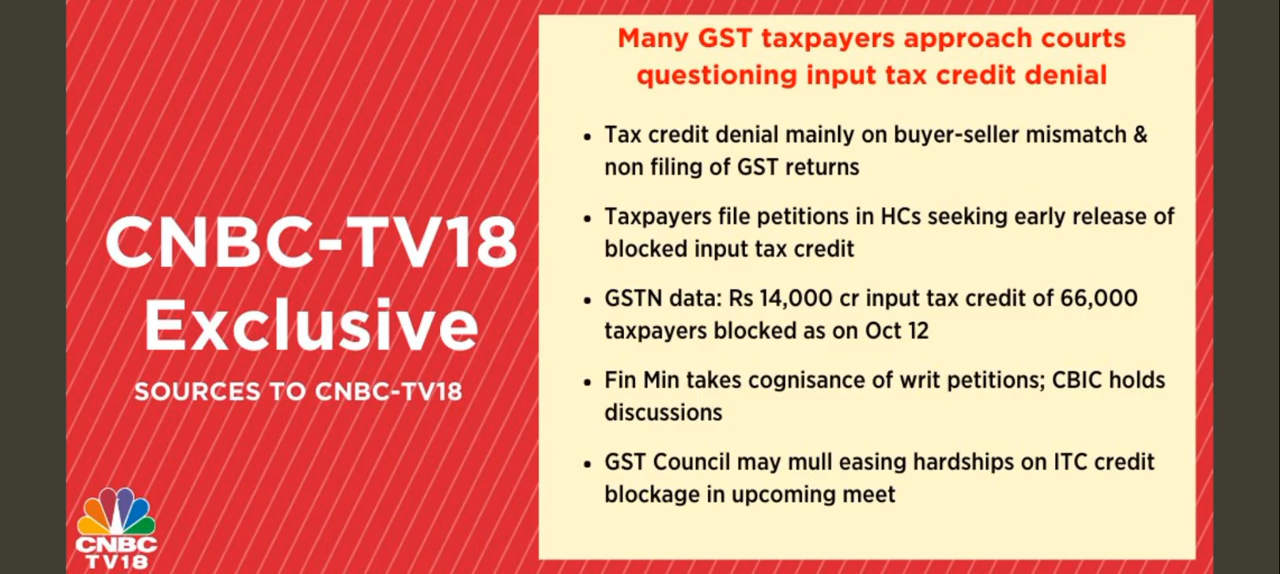 CNBC-TV18
Exclusive
SOURCES TO CNBC-TV18
CNBC
TV18
Many GST taxpayers approach courts
questioning input tax credit denial
• Tax credit denial mainly on buyer-seller mismatch &
non filing of GST returns
• Taxpayers file petitions in HCs seeking early release of
blocked input tax credit
• GSTN data: Rs 14,000 cr input tax credit of 66,000
taxpayers blocked as on Oct 12
• Fin Min takes cognisance of writ petitions; CBIC holds
discussions
• GST Council may mull easing hardships on ITC credit
blockage in upcoming meet